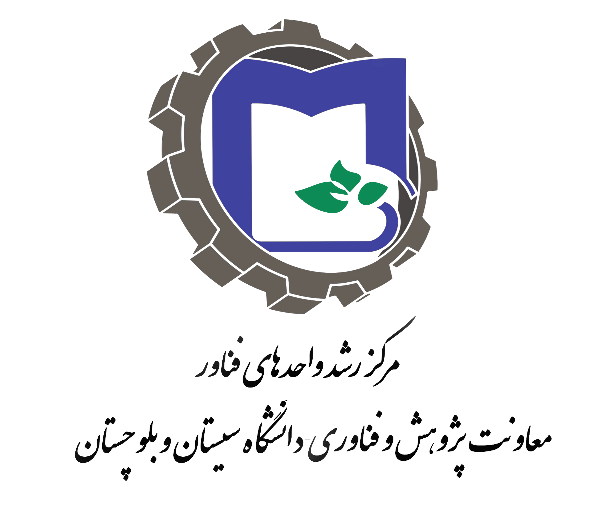 مرکز رشد واحدهای فناور
معاونت پژوهش و فناوری دانشگاه سیستان و بلوچستان